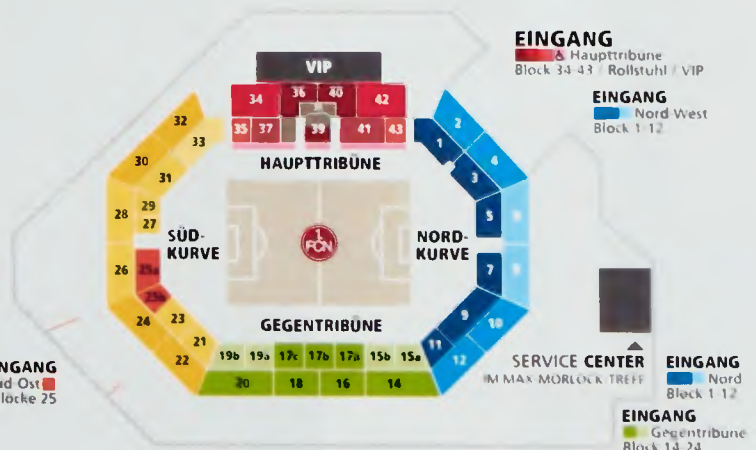 EINGANG
Haupttribüne
Block 34-43 / Rollstuhl / VIP
EINGANG
Nord-West
Block 1-12
VIP
34
36
40
42
35
37
39
41
43
HAUPTTRIBÜNE
32
33
30
31
28
29
27
26
25a
25b
24
23
22
21
SÜD-
KURVE
1.
FCN
NORD-
KURVE
2
1
4
3
5
7
9
10
11
12
GEGENTRIBÜNE
19b
19a
17c
17b
17a
15b
15a
20
18
16
14
SERVICE CENTER
IM MAX-MORLOCK-TREFF
EINGANG
Nord
Block 1-12
EINGANG
Gegentribüne
Block 14-24
NGANG
üd-Ost
löcke 25